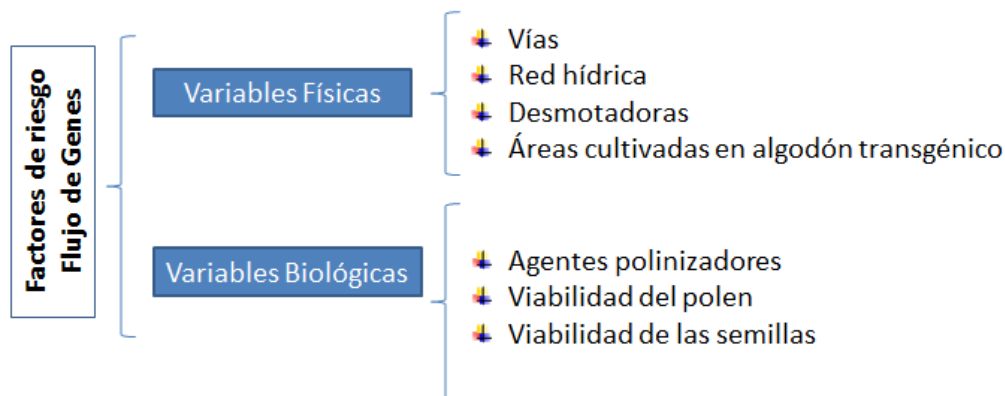 Factores de riesgo
Flujo de Genes
Variables Físicas
Vías
Red hídrica
Desmotadoras
Áreas cultivadas en algodón transgénico
Variables Biológicas
Agentes polinizadores
Viabilidad del polen
Viabilidad de las semillas